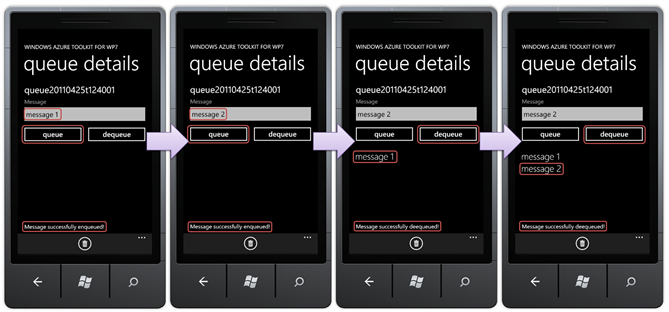 WINDOWS AZURE TOOLKIT FOR WP7
queue details
queue20110425t124001
Message
message 1
queue dequeue
Message successfully enqueued!
WINDOWS AZURE TOOLKIT FOR WP7
queue details
queue20110425t124001
Message
message 2
queue dequeue
Message successfully enqueued!
WINDOWS AZURE TOOLKIT FOR WP7
queue details
queue20110425t124001
Message
message 2
queue dequeue
message 1
Message successfully deequeued!
WINDOWS AZURE TOOLKIT FOR WP7
queue details
queue20110425t124001
Message
message 2
queue dequeue
message 1
message 2
Message successfully deequeued!